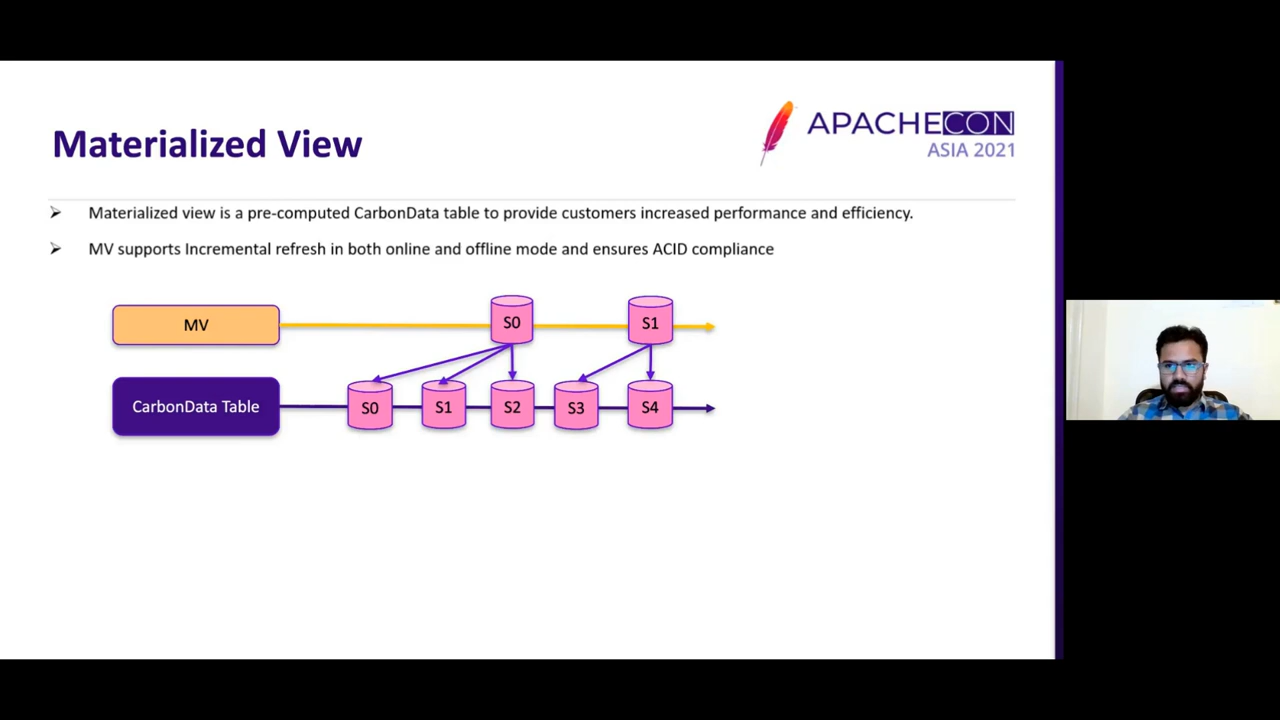 APACHECON
ASIA 2021
Materialized View
Materialized view is a pre-computed CarbonData table to provide customers increased performance and efficiency.
MV supports Incremental refresh in both online and offline mode and ensures ACID compliance
MV
S0
S1
CarbonData Table
S0
S1
S2
S3
S4